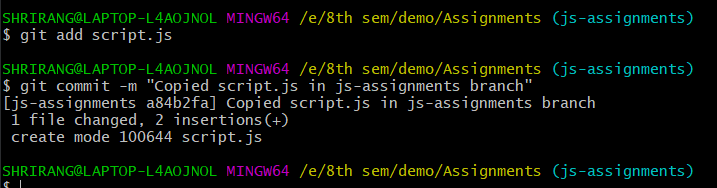 SHRIRANG@LAPTOP-L4AOJNOL MINGW64 /e/8th sem/demo/Assignments (js-assignments)
$ git add script.js
SHRIRANG@LAPTOP-L4AOJNOL MINGW64 /e/8th sem/demo/Assignments (js-assignments)
$ git commit -m "Copied script.js in js-assignments branch"
[js-assignments a84b2fa] Copied script.js in js-assignments branch
1 file changed, 2 insertions(+)
create mode 100644 script.js
SHRIRANG@LAPTOP-L4AOJNOL MINGW64 /e/8th sem/demo/Assignments (js-assignments)
$